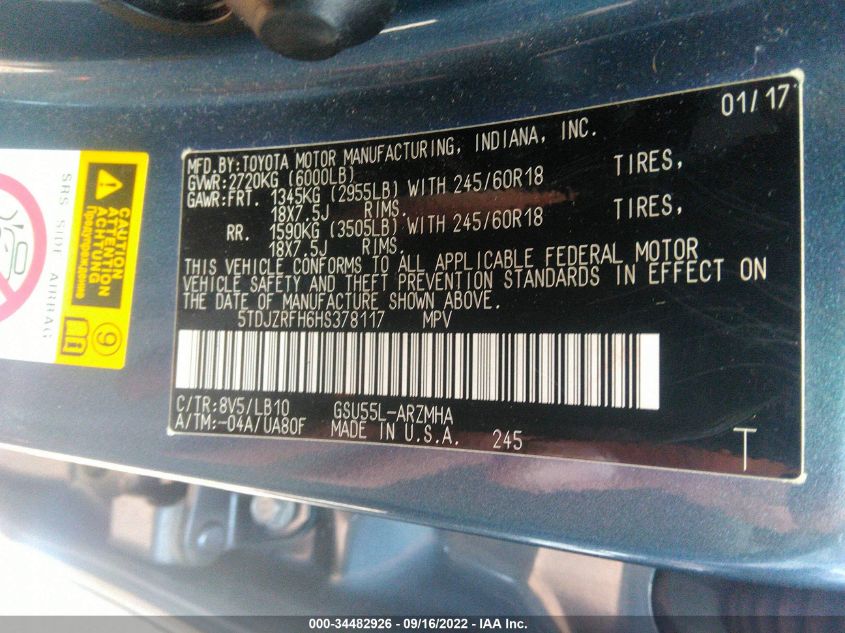 01/17
MFD.BY:TOYOTA MOTOR MANUFACTURING, INDIANA, INC.
GVWR:2720KG (6000LB)
GAWR:FRT. 1345KG (2955LB) WITH 245/60R18 TIRES,
18X7.5J RIMS.
RR. 1590KG (3505LB) WITH 245/60R18 TIRES,
18X7.5J RIMS.
THIS VEHICLE CONFORMS TO ALL APPLICABLE FEDERAL MOTOR
VEHICLE SAFETY AND THEFT PREVENTION STANDARDS IN EFFECT ON
THE DATE OF MANUFACTURE SHOWN ABOVE.
5TDJZRFH6HS378117 MPV
C/TR:8V5/LB10 GSU55L-ARZMHA
A/TM:-04A/UA80F MADE IN U.S.A. 245
T
CAUTION
ATTENTION
ACHTUNG
Предупреждение
SRS SIDE AIRBAG
9
000-34482926 - 09/16/2022 - IAA Inc.